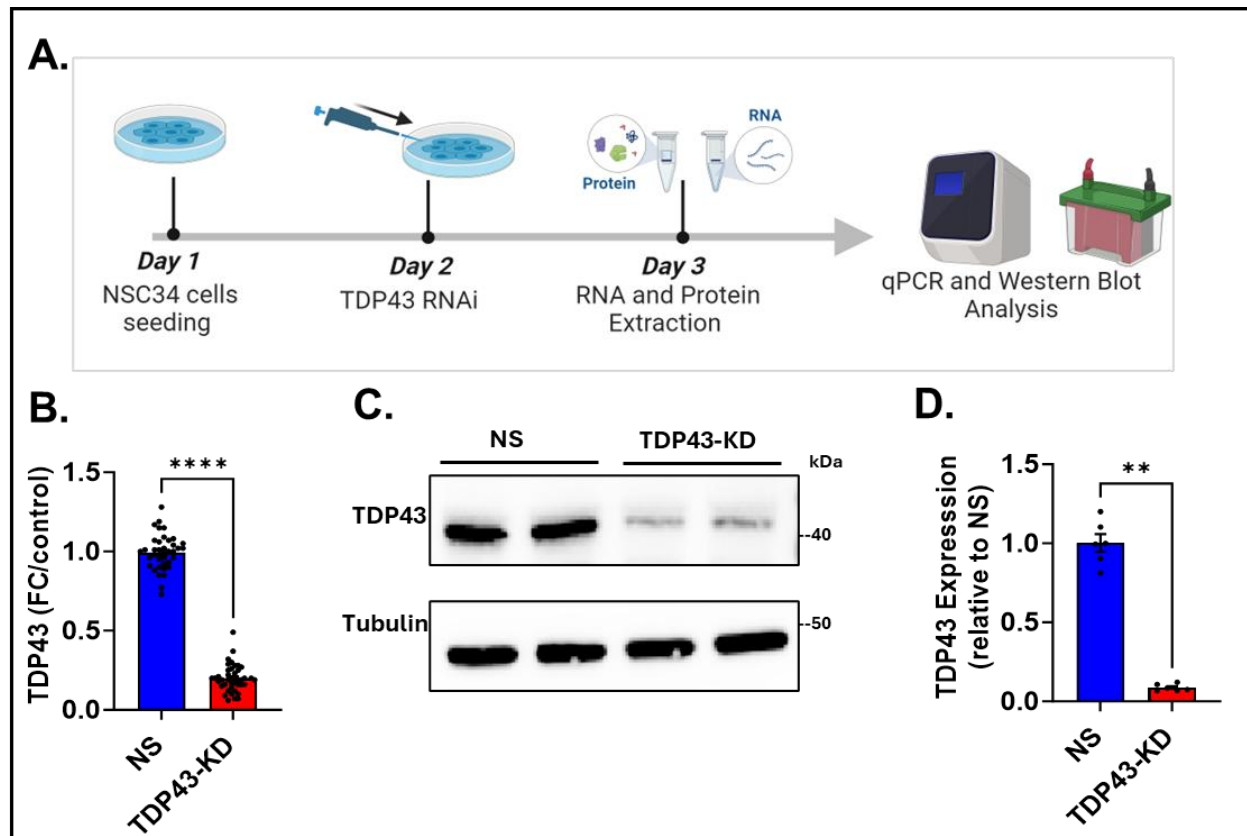 A.
Protein
RNA
Day 1
NSC34 cells
seeding
Day 2
TDP43 RNAi
Day 3
RNA and Protein
Extraction
qPCR and Western Blot
Analysis
B.
TDP43 (FC/control)
1.5
1.0
0.5
0.0
****
NS
TDP43-KD
C.
NS
TDP43-KD
kDa
TDP43
--40
Tubulin
--50
D.
TDP43 Expresssion
(relative to NS)
1.5
1.0
0.5
0.0
**
NS
TDP43-KD